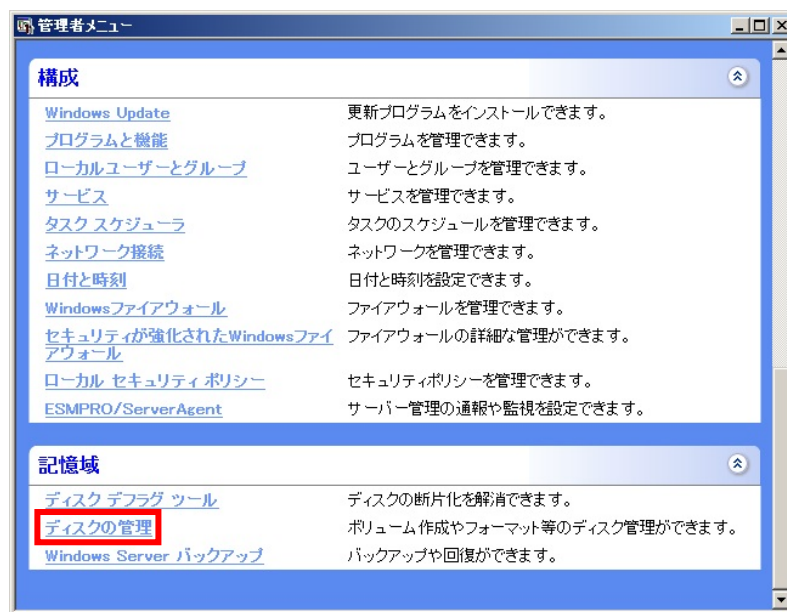 管理者メニュー
構成
Windows Update 更新プログラムをインストールできます。
プログラムと機能 プログラムを管理できます。
ローカルユーザーとグループ ユーザーとグループを管理できます。
サービス サービスを管理できます。
タスク スケジューラ タスクのスケジュールを管理できます。
ネットワーク接続 ネットワークを管理できます。
日付と時刻 日付と時刻を設定できます。
Windowsファイアウォール ファイアウォールを管理できます。
セキュリティが強化されたWindowsファイ ファイアウォールの詳細な管理ができます。
アウォール
ローカル セキュリティ ポリシー セキュリティポリシーを管理できます。
ESMPRO/ServerAgent サーバー管理の通報や監視を設定できます。
記憶域
ディスク デフラグ ツール ディスクの断片化を解消できます。
ディスクの管理 ボリューム作成やフォーマット等のディスク管理ができます。
Windows Server バックアップ バックアップや回復ができます。